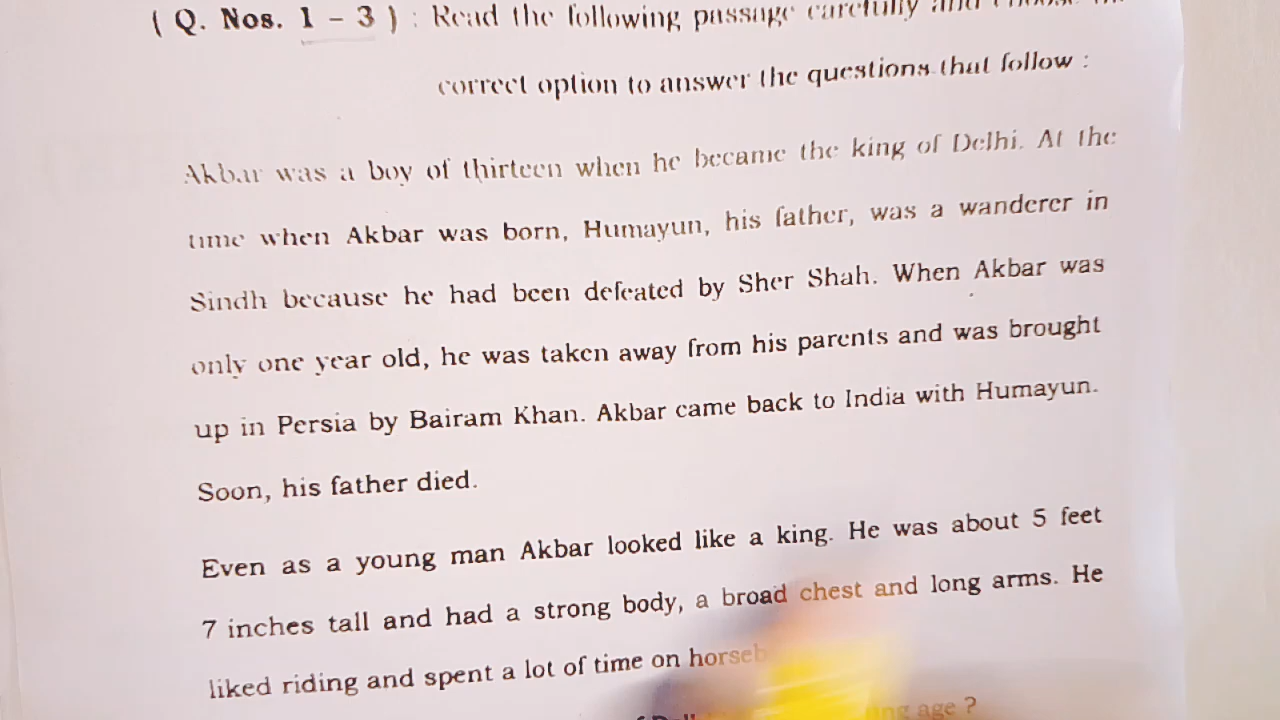 ( Q. Nos. 1 – 3 ) : Read the following passage carefully and choose
correct option to answer the questions that follow :
Akbar was a boy of thirteen when he became the king of Delhi. At the
time when Akbar was born, Humayun, his father, was a wanderer in
Sindh because he had been defeated by Sher Shah. When Akbar was
only one year old, he was taken away from his parents and was brought
up in Persia by Bairam Khan. Akbar came back to India with Humayun.
Soon, his father died.
Even as a young man Akbar looked like a king. He was about 5 feet
7 inches tall and had a strong body, a broad chest and long arms. He
liked riding and spent a lot of time on
age ?